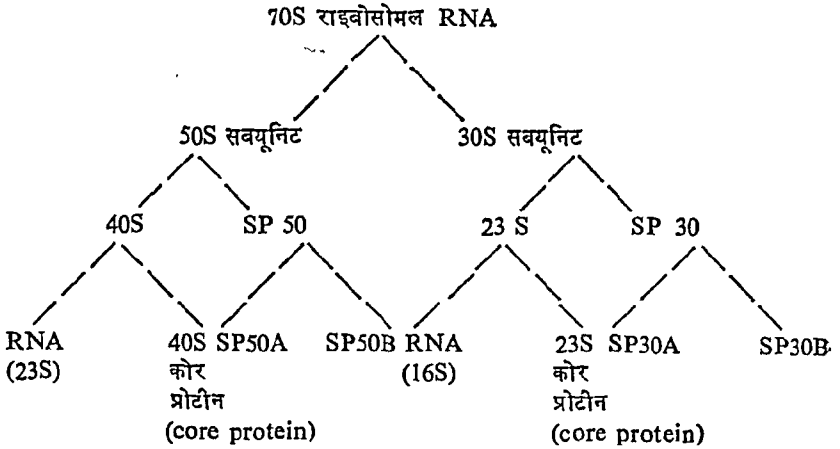 70S राइबोसोमल RNA
50S सबयूनिट 30S सबयूनिट
40S SP 50 23 S SP 30
RNA 40S SP50A SP50B RNA 23S SP30A SP30B
(23S) कोर (16S) कोर
प्रोटीन प्रोटीन
(core protein) (core protein)